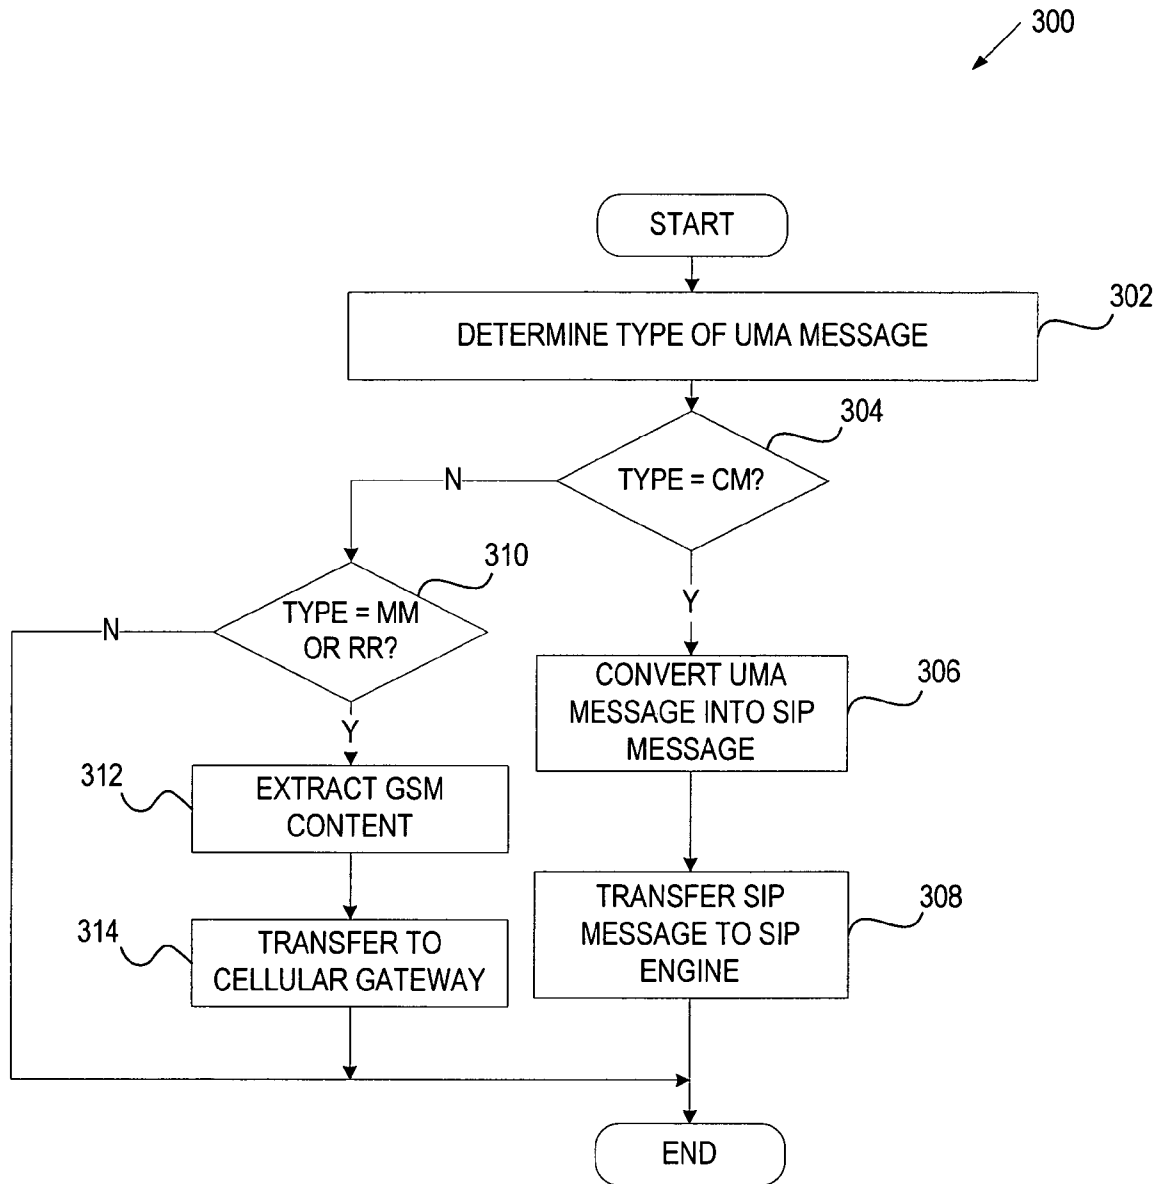 300
START
302
DETERMINE TYPE OF UMA MESSAGE
304
TYPE = CM?
N
310
TYPE = MM
OR RR?
N
Y
Y
306
CONVERT UMA
MESSAGE INTO SIP
MESSAGE
312
EXTRACT GSM
CONTENT
308
TRANSFER SIP
MESSAGE TO SIP
ENGINE
314
TRANSFER TO
CELLULAR GATEWAY
END